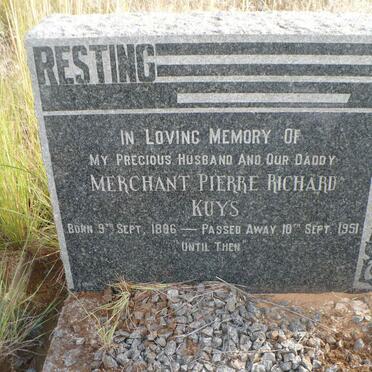 RESTING
IN LOVING MEMORY OF
MY PRECIOUS HUSBAND AND OUR DADDY
MERCHANT PIERRE RICHARD
KUYS
BORN 9TH SEPT, 1886 — PASSED AWAY 10TH SEPT. 1951
UNTIL THEN